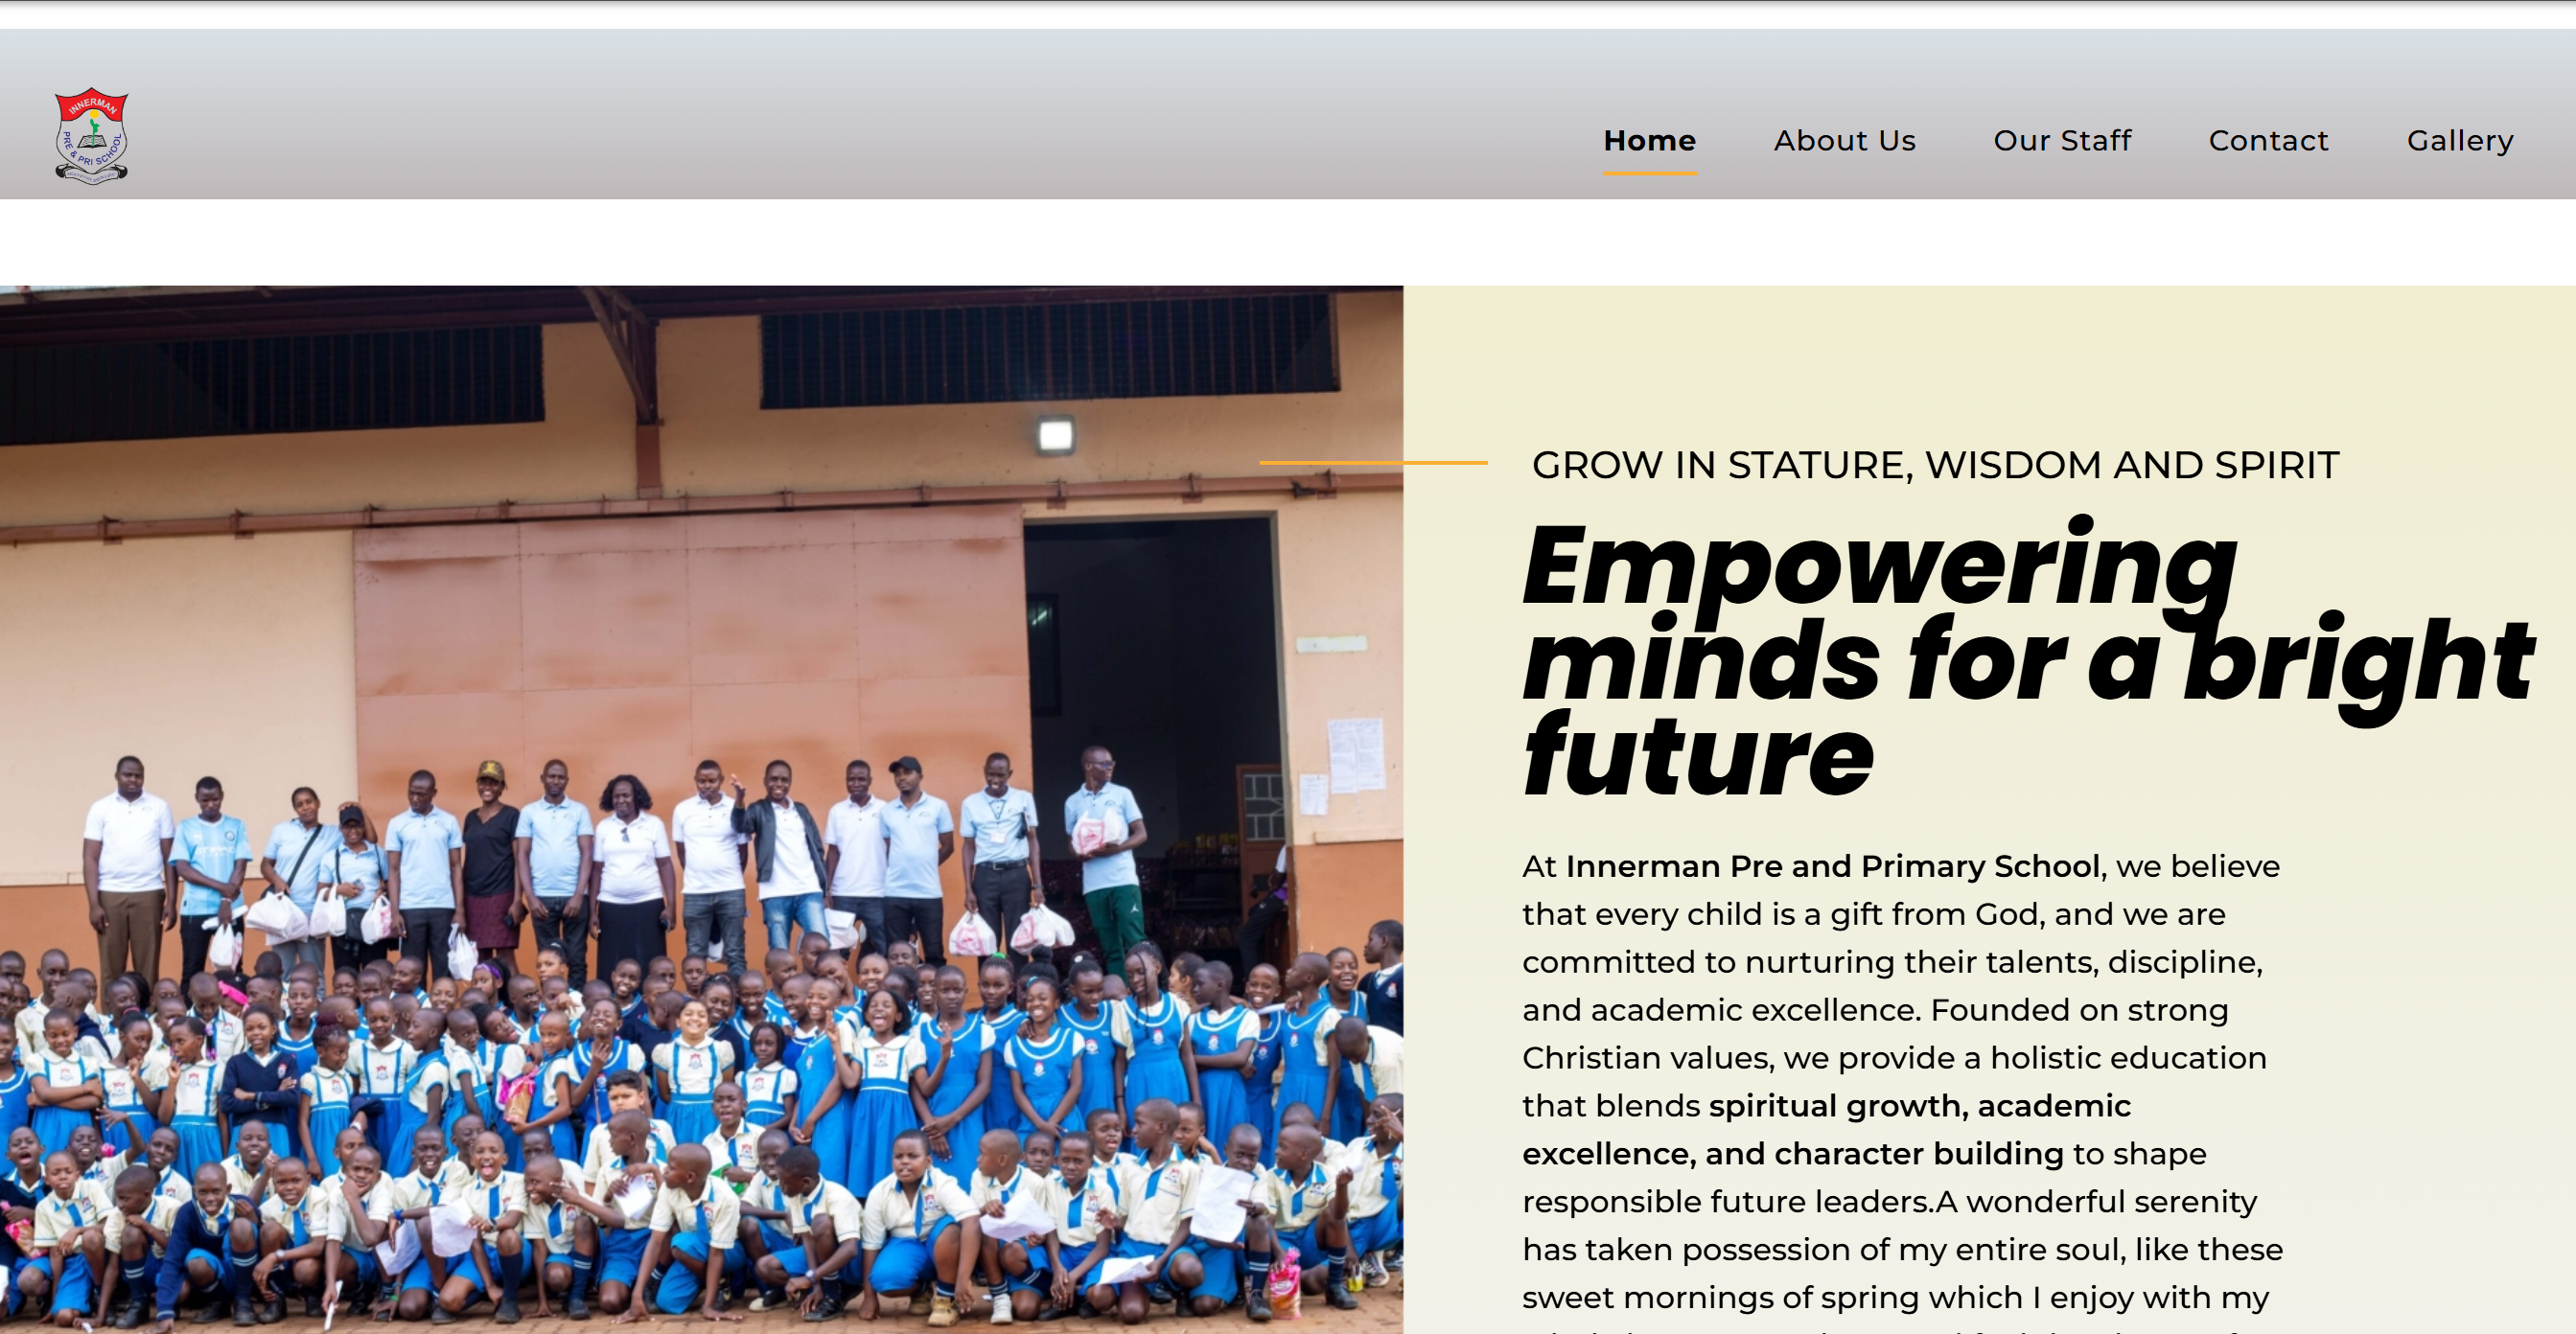 INNERMAN
PRE & PRI SCHOOL
Home
About Us
Our Staff
Contact
Gallery
GROW IN STATURE, WISDOM AND SPIRIT
Empowering
minds for a bright
future
At Innerman Pre and Primary School, we believe
that every child is a gift from God, and we are
committed to nurturing their talents, discipline,
and academic excellence. Founded on strong
Christian values, we provide a holistic education
that blends spiritual growth, academic
excellence, and character building to shape
responsible future leaders.A wonderful serenity
has taken possession of my entire soul, like these
sweet mornings of spring which I enjoy with my